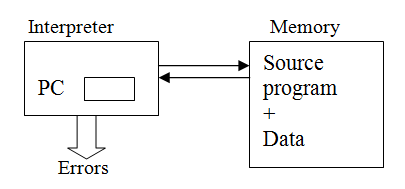 Interpreter
Memory
PC
Source
program
+
Data
Errors